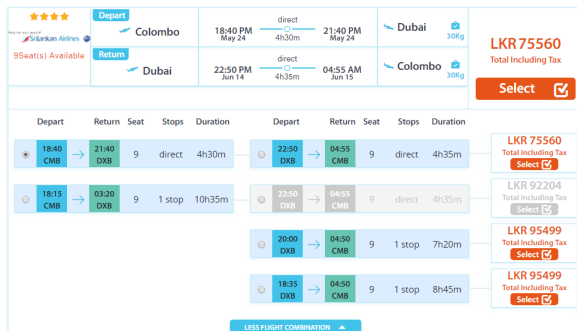 You're our world
SriLankan Airlines
9Seat(s) Available
Depart
Colombo
18:40 PM
May 24
direct
4h30m
21:40 PM
May 24
Dubai
30Kg
Return
Dubai
22:50 PM
Jun 14
direct
4h35m
04:55 AM
Jun 15
Colombo
30Kg
LKR 75560
Total Including Tax
Select
Depart Return Seat Stops Duration Depart Return Seat Stops Duration
18:40 CMB → 21:40 DXB 9 direct 4h30m
22:50 DXB → 04:55 CMB 9 direct 4h35m
LKR 75560
Total Including Tax
Select
18:15 CMB → 03:20 DXB 9 1 stop 10h35m
22:50 DXB → 04:55 CMB 9 direct 4h35m
LKR 92204
Total Including Tax
Select
20:00 DXB → 04:50 CMB 9 1 stop 7h20m
LKR 95499
Total Including Tax
Select
18:35 DXB → 04:50 CMB 9 1 stop 8h45m
LKR 95499
Total Including Tax
Select
LESS FLIGHT COMBINATION